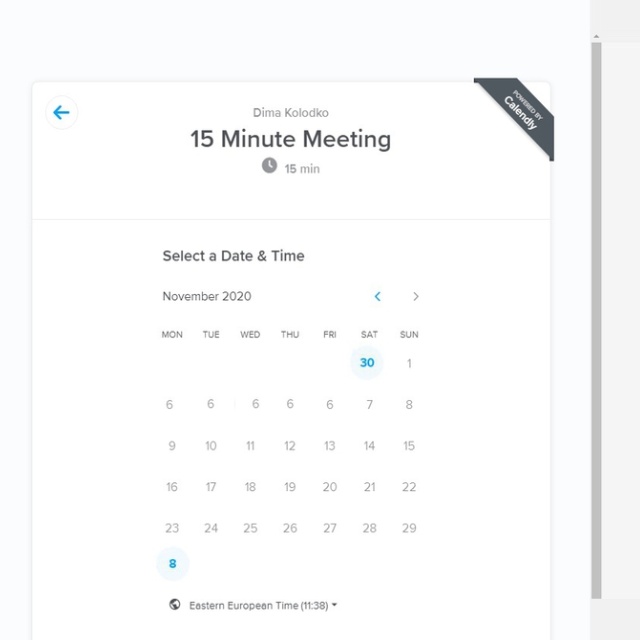 POWERED BY
Calendly
Dima Kolodko
15 Minute Meeting
15 min
Select a Date & Time
November 2020
MON TUE WED THU FRI SAT SUN
30 1
6 6 6 6 6 7 8
9 10 11 12 13 14 15
16 17 18 19 20 21 22
23 24 25 26 27 28 29
8
Eastern European Time (11:38)